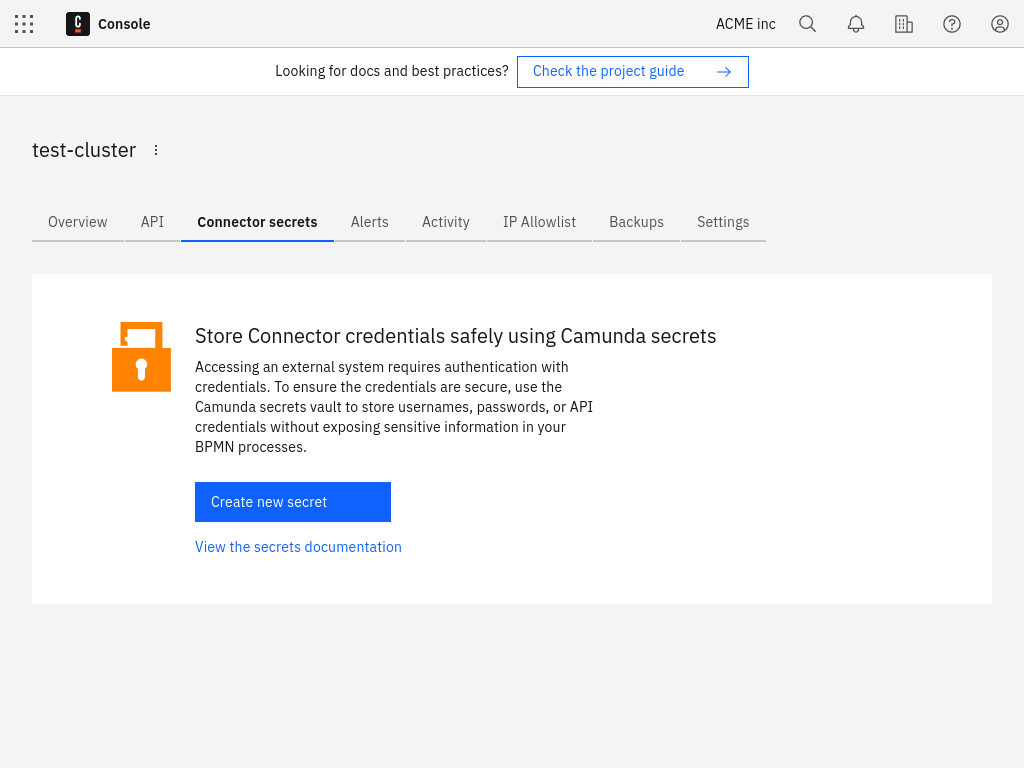 Console
ACME inc
Looking for docs and best practices?
Check the project guide
test-cluster
Overview
API
Connector secrets
Alerts
Activity
IP Allowlist
Backups
Settings
Store Connector credentials safely using Camunda secrets
Accessing an external system requires authentication with
credentials. To ensure the credentials are secure, use the
Camunda secrets vault to store usernames, passwords, or API
credentials without exposing sensitive information in your
BPMN processes.
Create new secret
View the secrets documentation